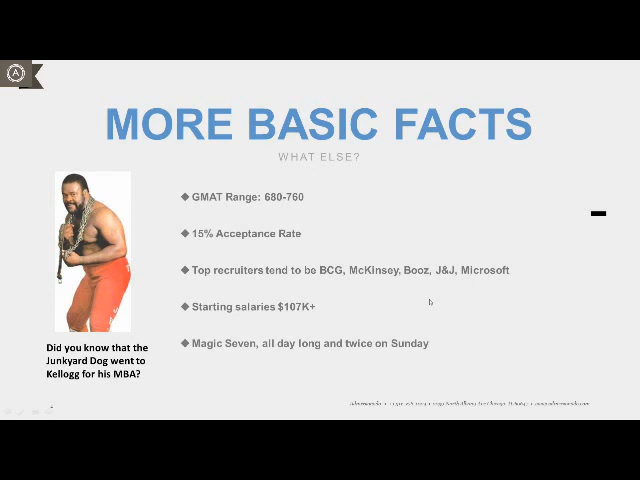 A
MORE BASIC FACTS
WHAT ELSE?
GMAT Range: 680-760
15% Acceptance Rate
Top recruiters tend to be BCG, McKinsey, Booz, J&J, Microsoft
Starting salaries $107K+
Magic Seven, all day long and twice on Sunday
Did you know that the
Junkyard Dog went to
Kellogg for his MBA?